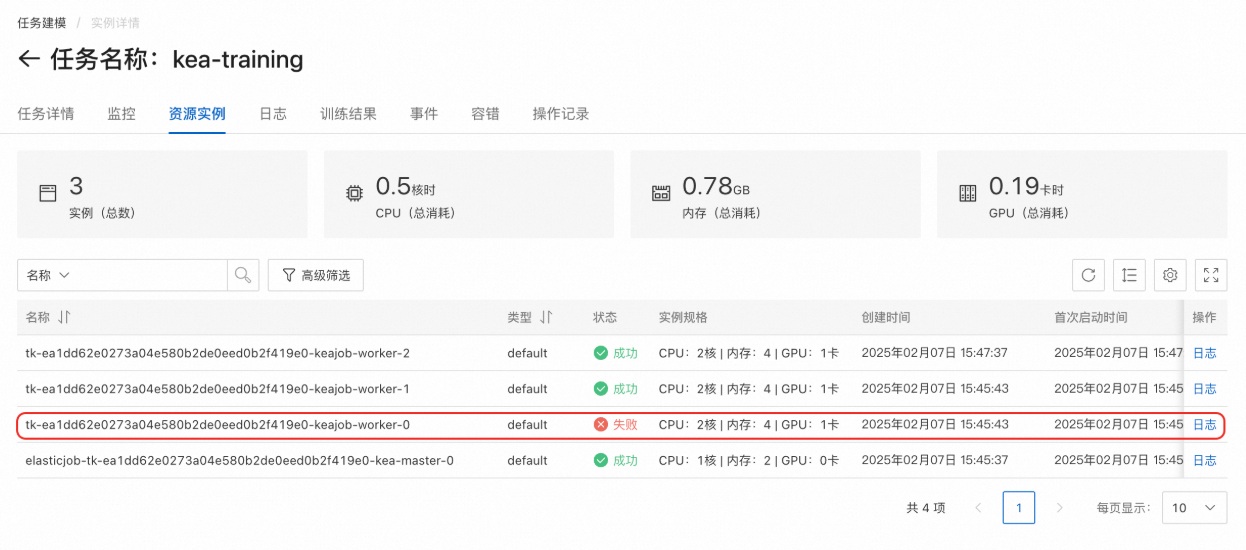 任务建模 / 实例详情
← 任务名称：kea-training
任务详情 监控 资源实例 日志 训练结果 事件 容错 操作记录
3
实例（总数）
0.5核时
CPU（总消耗）
0.78GB
内存（总消耗）
0.19卡时
GPU（总消耗）
名称 高级筛选
名称 类型 状态 实例规格 创建时间 首次启动时间 操作
tk-ea1dd62e0273a04e580b2de0eed0b2f419e0-keajob-worker-2 default 成功 CPU：2核 | 内存：4 | GPU：1卡 2025年02月07日 15:47:37 2025年02月07日 15:47 日志
tk-ea1dd62e0273a04e580b2de0eed0b2f419e0-keajob-worker-1 default 成功 CPU：2核 | 内存：4 | GPU：1卡 2025年02月07日 15:45:43 2025年02月07日 15:45 日志
tk-ea1dd62e0273a04e580b2de0eed0b2f419e0-keajob-worker-0 default 失败 CPU：2核 | 内存：4 | GPU：1卡 2025年02月07日 15:45:43 2025年02月07日 15:45 日志
elasticjob-tk-ea1dd62e0273a04e580b2de0eed0b2f419e0-kea-master-0 default 成功 CPU：1核 | 内存：2 | GPU：0卡 2025年02月07日 15:45:37 2025年02月07日 15:45 日志
共 4 项 < 1 > 每页显示： 10